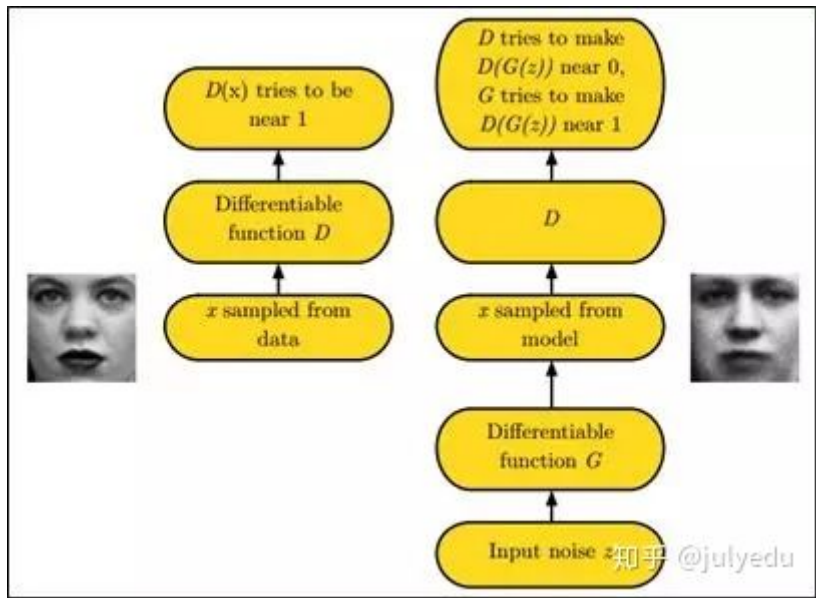 D(x) tries to be
near 1
Differentiable
function D
x sampled from
data
D tries to make
D(G(z)) near 0,
G tries to make
D(G(z)) near 1
D
x sampled from
model
Differentiable
function G
Input noise z
知乎 @julyedu